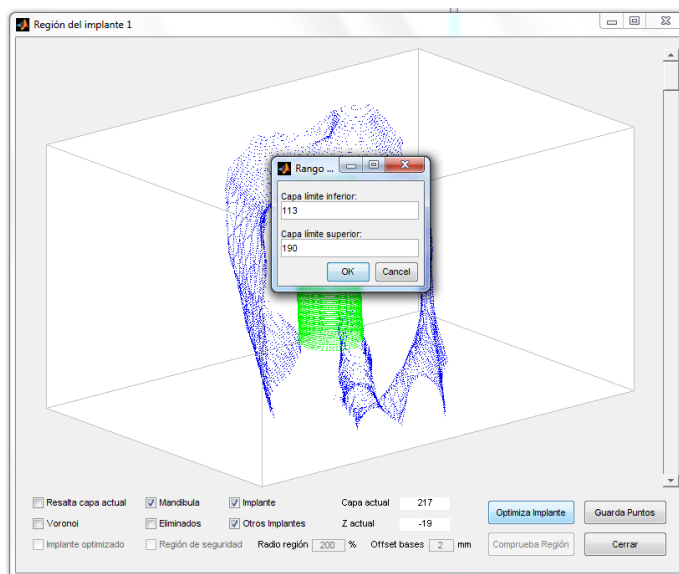 Región del implante 1
Rango ...
Capa límite inferior:
113
Capa límite superior:
190
OK Cancel
Resalta capa actual Mandibula Implante Capa actual 217 Optimiza Implante Guarda Puntos
Voronoi Eliminados Otros Implantes Z actual -19
Implante optimizado Región de seguridad Radio región 200 % Offset bases 2 mm Comprueba Región Cerrar